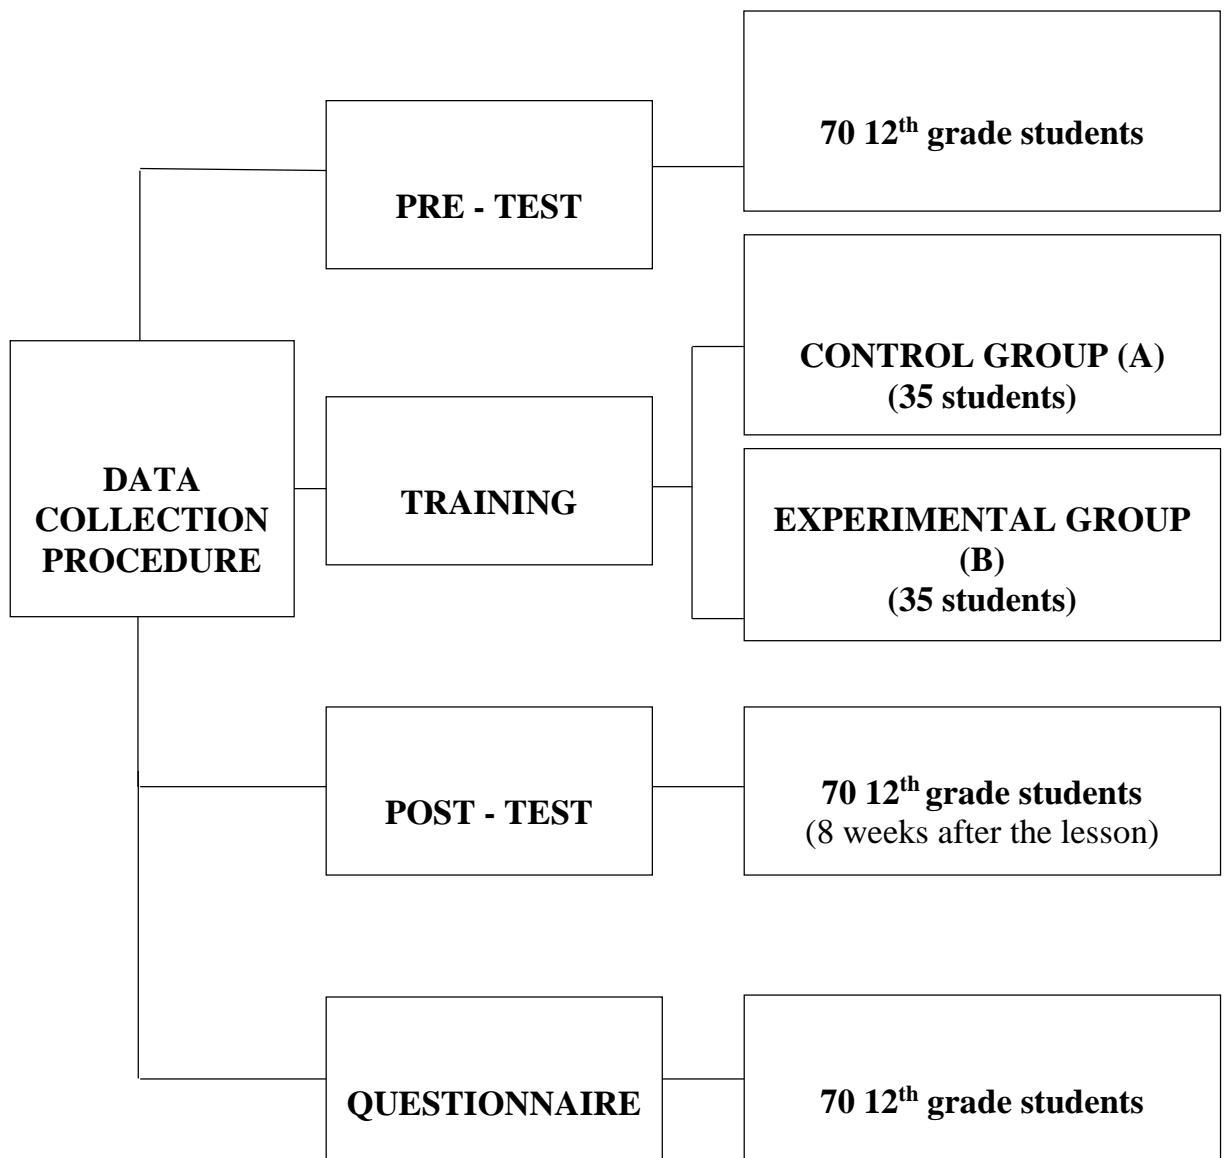 70 12th grade students
PRE - TEST
CONTROL GROUP (A)
(35 students)
DATA
COLLECTION
PROCEDURE
TRAINING
EXPERIMENTAL GROUP
(B)
(35 students)
POST - TEST
70 12th grade students
(8 weeks after the lesson)
QUESTIONNAIRE
70 12th grade students